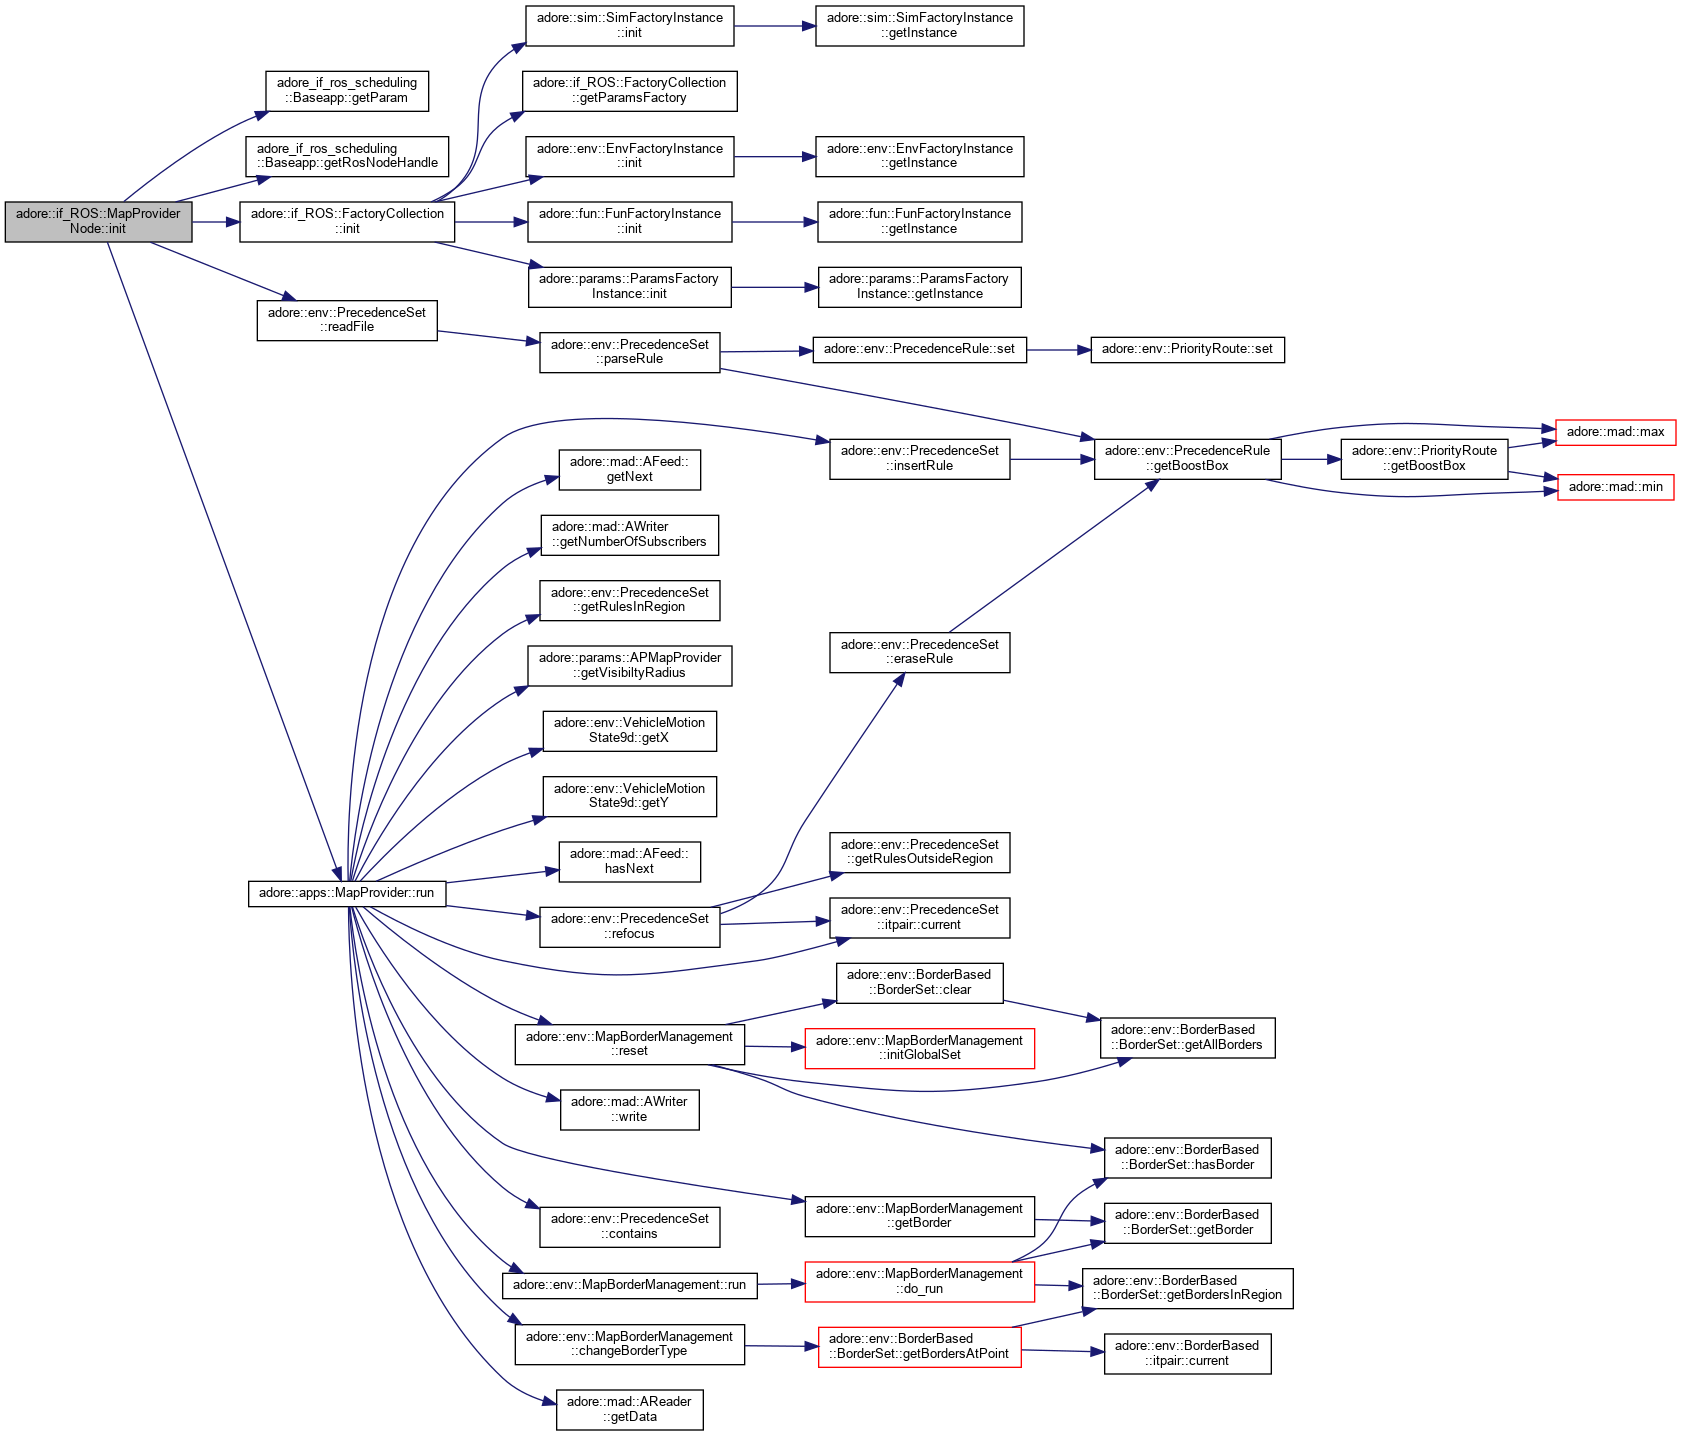 adore::sim::SimFactoryInstance
::init
adore::sim::SimFactoryInstance
::getInstance
adore_if_ros_scheduling
::Baseapp::getParam
adore::if_ROS::FactoryCollection
::getParamsFactory
adore_if_ros_scheduling
::Baseapp::getRosNodeHandle
adore::env::EnvFactoryInstance
::init
adore::env::EnvFactoryInstance
::getInstance
adore::if_ROS::MapProvider
Node::init
adore::if_ROS::FactoryCollection
::init
adore::fun::FunFactoryInstance
::init
adore::fun::FunFactoryInstance
::getInstance
adore::params::ParamsFactory
Instance::init
adore::params::ParamsFactory
Instance::getInstance
adore::env::PrecedenceSet
::readFile
adore::env::PrecedenceSet
::parseRule
adore::env::PrecedenceRule::set
adore::env::PriorityRoute::set
adore::mad::max
adore::env::PrecedenceSet
::insertRule
adore::env::PrecedenceRule
::getBoostBox
adore::env::PriorityRoute
::getBoostBox
adore::mad::AFeed::
getNext
adore::mad::min
adore::mad::AWriter
::getNumberOfSubscribers
adore::env::PrecedenceSet
::getRulesInRegion
adore::env::PrecedenceSet
::eraseRule
adore::params::APMapProvider
::getVisibiltyRadius
adore::env::VehicleMotion
State9d::getX
adore::env::VehicleMotion
State9d::getY
adore::env::PrecedenceSet
::getRulesOutsideRegion
adore::mad::AFeed::
hasNext
adore::apps::MapProvider::run
adore::env::PrecedenceSet
::refocus
adore::env::PrecedenceSet
::itpair::current
adore::env::BorderBased
::BorderSet::clear
adore::env::MapBorderManagement
::reset
adore::env::MapBorderManagement
::initGlobalSet
adore::env::BorderBased
::BorderSet::getAllBorders
adore::mad::AWriter
::write
adore::env::BorderBased
::BorderSet::hasBorder
adore::env::MapBorderManagement
::getBorder
adore::env::BorderBased
::BorderSet::getBorder
adore::env::PrecedenceSet
::contains
adore::env::MapBorderManagement::run
adore::env::MapBorderManagement
::do_run
adore::env::BorderBased
::BorderSet::getBordersInRegion
adore::env::MapBorderManagement
::changeBorderType
adore::env::BorderBased
::BorderSet::getBordersAtPoint
adore::env::BorderBased
::itpair::current
adore::mad::AReader
::getData